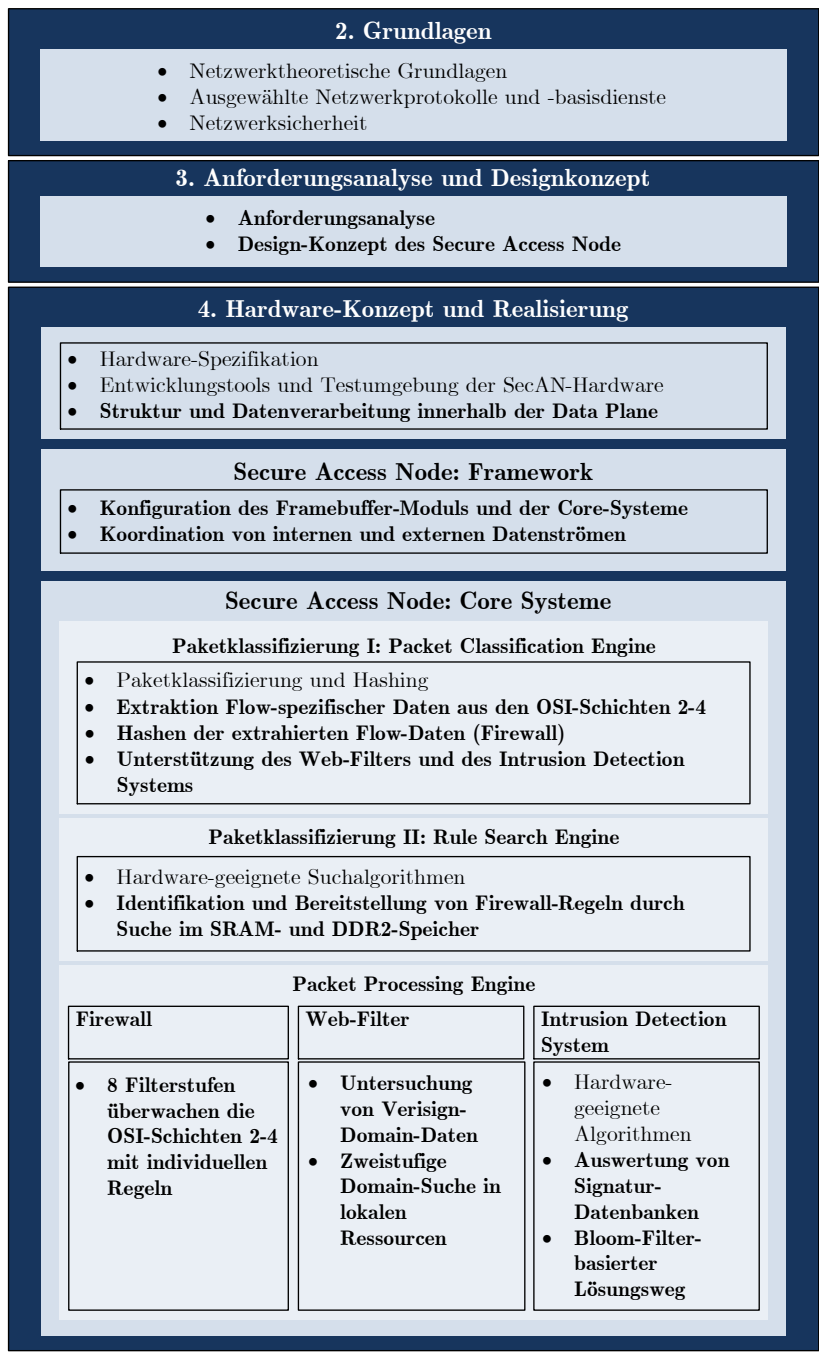 2. Grundlagen
• Netzwerktheoretische Grundlagen
• Ausgewählte Netzwerkprotokolle und -basisdienste
• Netzwerksicherheit
3. Anforderungsanalyse und Designkonzept
• Anforderungsanalyse
• Design-Konzept des Secure Access Node
4. Hardware-Konzept und Realisierung
• Hardware-Spezifikation
• Entwicklungstools und Testumgebung der SecAN-Hardware
• Struktur und Datenverarbeitung innerhalb der Data Plane
Secure Access Node: Framework
• Konfiguration des Framebuffer-Moduls und der Core-Systeme
• Koordination von internen und externen Datenströmen
Secure Access Node: Core Systeme
Paketklassifizierung I: Packet Classification Engine
• Paketklassifizierung und Hashing
• Extraktion Flow-spezifischer Daten aus den OSI-Schichten 2-4
• Hashen der extrahierten Flow-Daten (Firewall)
• Unterstützung des Web-Filters und des Intrusion Detection
Systems
Paketklassifizierung II: Rule Search Engine
• Hardware-geeignete Suchalgorithmen
• Identifikation und Bereitstellung von Firewall-Regeln durch
Suche im SRAM- und DDR2-Speicher
Packet Processing Engine
Firewall
• 8 Filterstufen
überwachen die
OSI-Schichten 2-4
mit individuellen
Regeln
Web-Filter
• Untersuchung
von Verisign-
Domain-Daten
• Zweistufige
Domain-Suche in
lokalen
Ressourcen
Intrusion Detection
System
• Hardware-
geeignete
Algorithmen
• Auswertung von
Signatur-
Datenbanken
• Bloom-Filter-
basierter
Lösungsweg